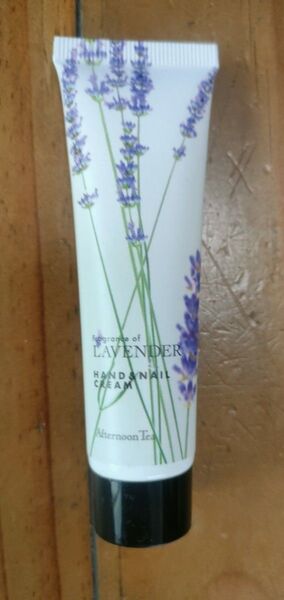 Fragrance of
LAVENDER
HAND&NAIL
CREAM
Afternoon Tea